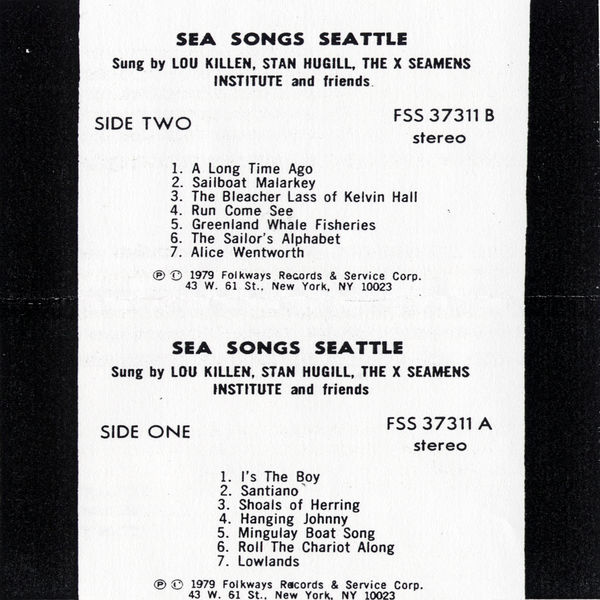 SEA SONGS SEATTLE
Sung by LOU KILLEN, STAN HUGILL, THE X SEAMENS
INSTITUTE and friends.
SIDE TWO
FSS 37311 B
stereo
1. A Long Time Ago
2. Sailboat Malarkey
3. The Bleacher Lass of Kelvin Hall
4. Run Come See
5. Greenland Whale Fisheries
6. The Sailor's Alphabet
7. Alice Wentworth
℗ © 1979 Folkways Records & Service Corp.
43 W. 61 St., New York, NY 10023
SEA SONGS SEATTLE
Sung by LOU KILLEN, STAN HUGILL, THE X SEAMENS
INSTITUTE and friends
SIDE ONE
FSS 37311 A
stereo
1. I's The Boy
2. Santiano
3. Shoals of Herring
4. Hanging Johnny
5. Mingulay Boat Song
6. Roll The Chariot Along
7. Lowlands
℗ © 1979 Folkways Records & Service Corp.
43 W. 61 St., New York, NY 10023